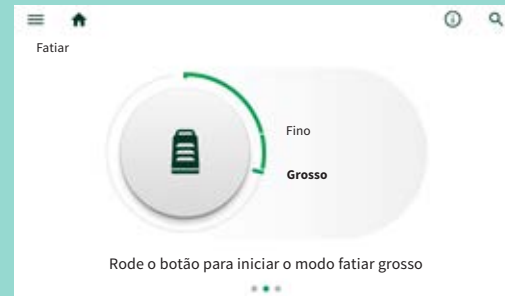 Fatiar
Fino
Grosso
Rode o botão para iniciar o modo fatiar grosso